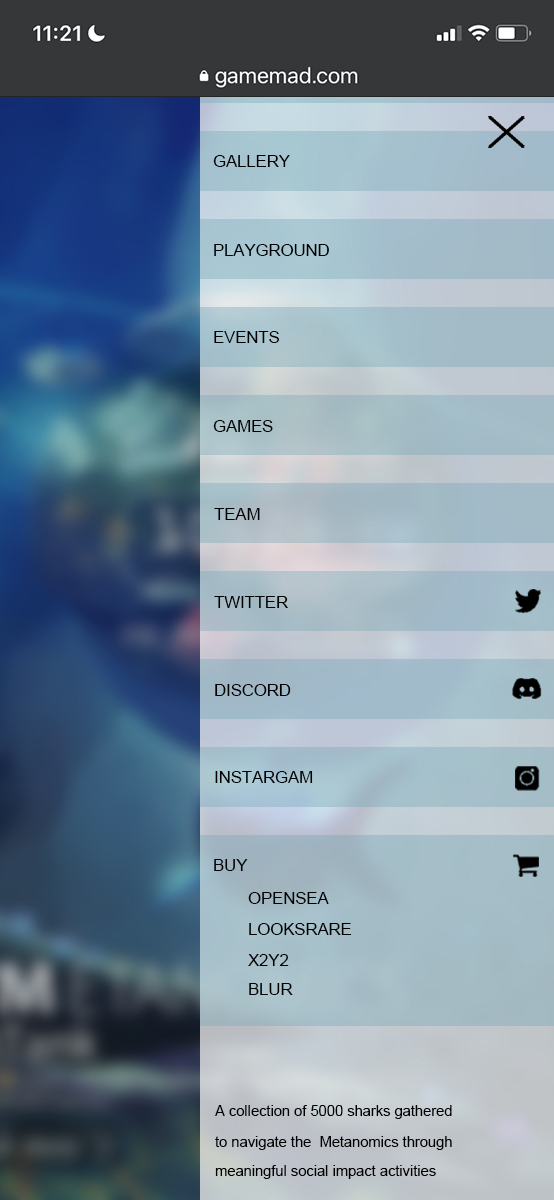 11:21
gamemad.com
GALLERY
PLAYGROUND
EVENTS
GAMES
TEAM
TWITTER
DISCORD
INSTARGAM
BUY
OPENSEA
LOOKSRARE
X2Y2
BLUR
A collection of 5000 sharks gathered
to navigate the  Metanomics through
meaningful social impact activities